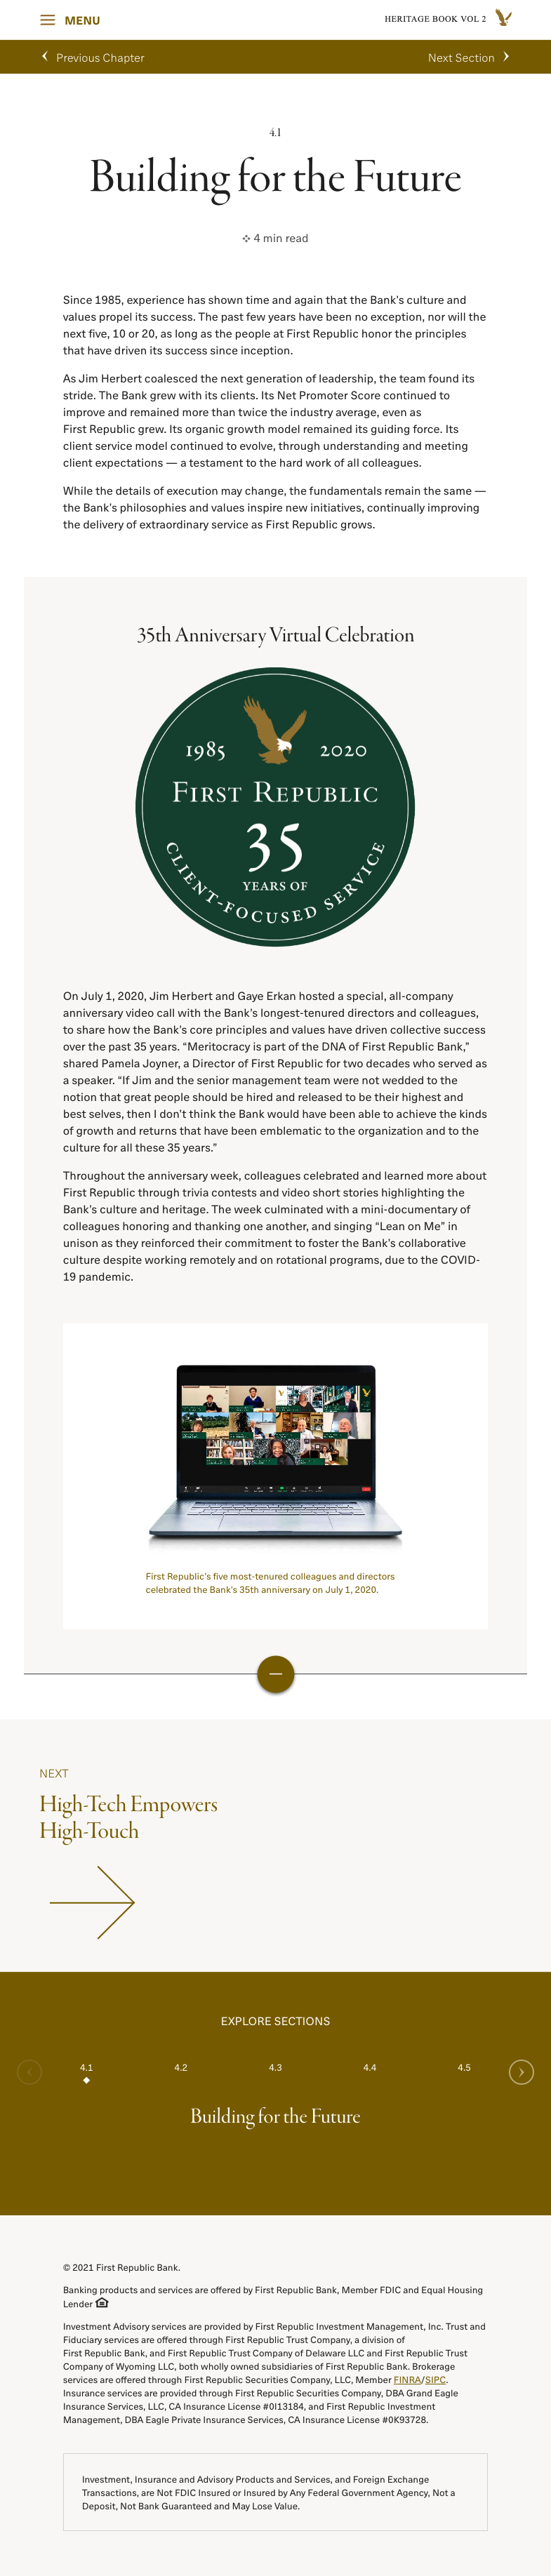 MENU
HERITAGE BOOK VOL 2
Previous Chapter
Next Section
4.1
Building for the Future
4 min read
Since 1985, experience has shown time and again that the Bank's culture and
values propel its success. The past few years have been no exception, nor will the
next five, 10 or 20, as long as the people at First Republic honor the principles
that have driven its success since inception.
As Jim Herbert coalesced the next generation of leadership, the team found its
stride. The Bank grew with its clients. Its Net Promoter Score continued to
improve and remained more than twice the industry average, even as
First Republic grew. Its organic growth model remained its guiding force. Its
client service model continued to evolve, through understanding and meeting
client expectations — a testament to the hard work of all colleagues.
While the details of execution may change, the fundamentals remain the same —
the Bank's philosophies and values inspire new initiatives, continually improving
the delivery of extraordinary service as First Republic grows.
35th Anniversary Virtual Celebration
1985 2020
FIRST REPUBLIC
35
YEARS OF
CLIENT-FOCUSED SERVICE
On July 1, 2020, Jim Herbert and Gaye Erkan hosted a special, all-company
anniversary video call with the Bank's longest-tenured directors and colleagues,
to share how the Bank's core principles and values have driven collective success
over the past 35 years. “Meritocracy is part of the DNA of First Republic Bank,”
shared Pamela Joyner, a Director of First Republic for two decades who served as
a speaker. “If Jim and the senior management team were not wedded to the
notion that great people should be hired and released to be their highest and
best selves, then I don't think the Bank would have been able to achieve the kinds
of growth and returns that have been emblematic to the organization and to the
culture for all these 35 years.”
Throughout the anniversary week, colleagues celebrated and learned more about
First Republic through trivia contests and video short stories highlighting the
Bank's culture and heritage. The week culminated with a mini-documentary of
colleagues honoring and thanking one another, and singing “Lean on Me” in
unison as they reinforced their commitment to foster the Bank's collaborative
culture despite working remotely and on rotational programs, due to the COVID-
19 pandemic.
First Republic's five most-tenured colleagues and directors
celebrated the Bank's 35th anniversary on July 1, 2020.
NEXT
High-Tech Empowers
High-Touch
EXPLORE SECTIONS
4.1 4.2 4.3 4.4 4.5
Building for the Future
© 2021 First Republic Bank.
Banking products and services are offered by First Republic Bank, Member FDIC and Equal Housing
Lender
Investment Advisory services are provided by First Republic Investment Management, Inc. Trust and
Fiduciary services are offered through First Republic Trust Company, a division of
First Republic Bank, and First Republic Trust Company of Delaware LLC and First Republic Trust
Company of Wyoming LLC, both wholly owned subsidiaries of First Republic Bank. Brokerage
services are offered through First Republic Securities Company, LLC, Member FINRA/SIPC.
Insurance services are provided through First Republic Securities Company, DBA Grand Eagle
Insurance Services, LLC, CA Insurance License #0I13184, and First Republic Investment
Management, DBA Eagle Private Insurance Services, CA Insurance License #0K93728.
Investment, Insurance and Advisory Products and Services, and Foreign Exchange
Transactions, are Not FDIC Insured or Insured by Any Federal Government Agency, Not a
Deposit, Not Bank Guaranteed and May Lose Value.